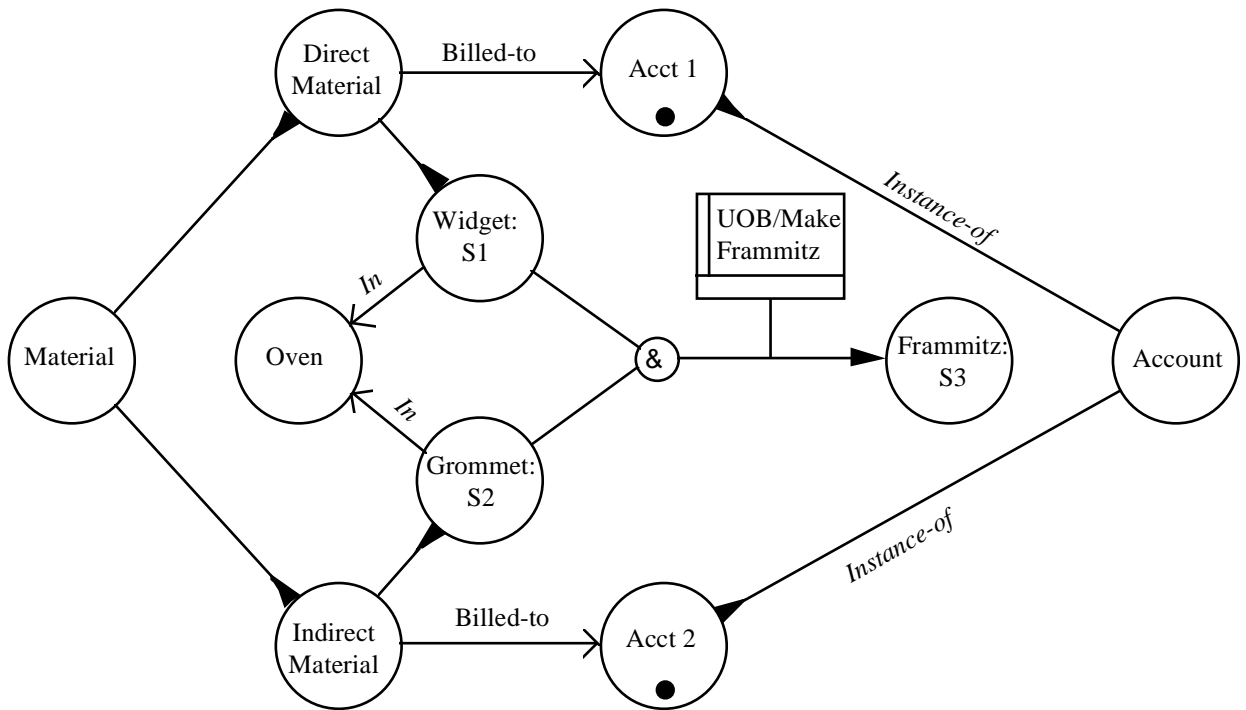 Direct
Material
Billed-to
Acct 1
Instance-of
Widget:
S1
UOB/Make
Frammitz
In
Material
Oven
&
Frammitz:
S3
Account
In
Grommet:
S2
Instance-of
Indirect
Material
Billed-to
Acct 2